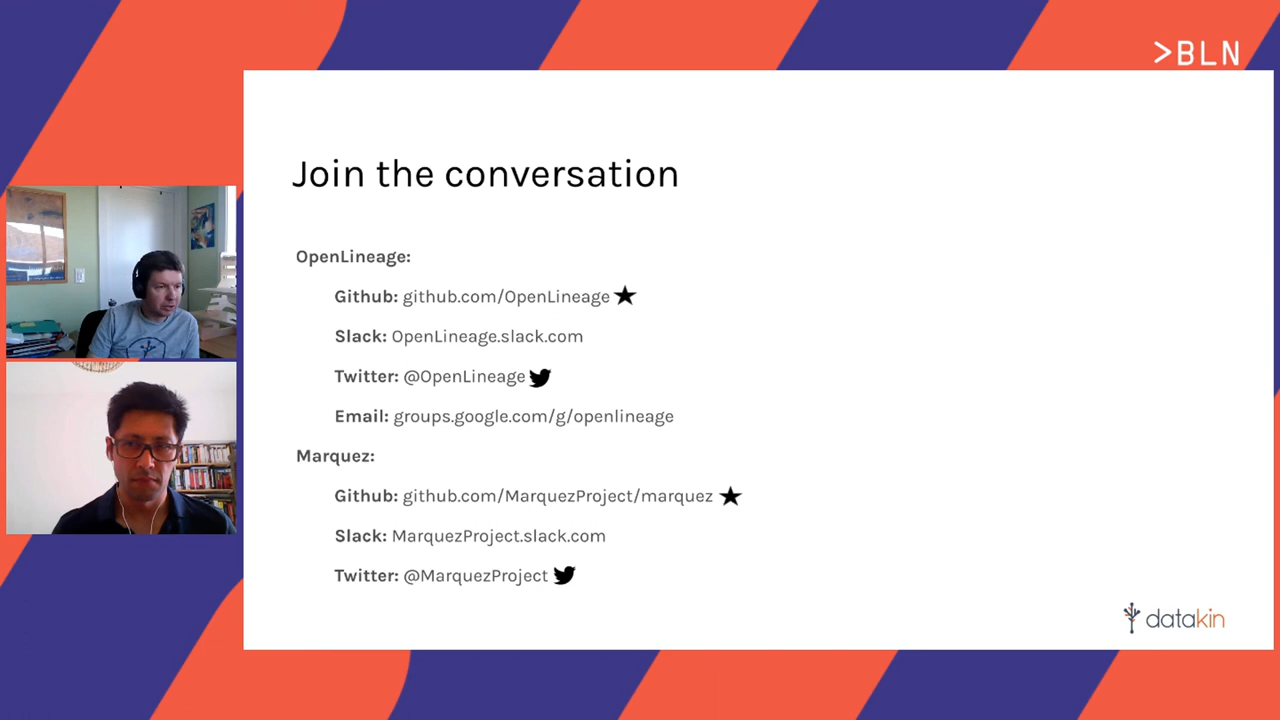 >BLN
Join the conversation
OpenLineage:
Github: github.com/OpenLineage
Slack: OpenLineage.slack.com
Twitter: @OpenLineage
Email: groups.google.com/g/openlineage
Marquez:
Github: github.com/MarquezProject/marquez
Slack: MarquezProject.slack.com
Twitter: @MarquezProject
datakin